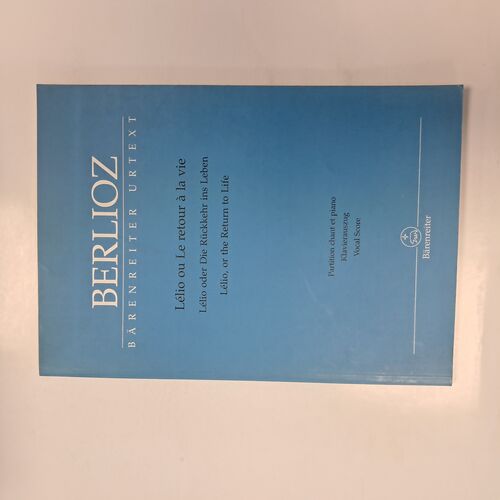 BERLIOZ
BÄRENREITER URTEXT
Lélio ou Le retour à la vie
Lélio oder Die Rückkehr ins Leben
Lélio, or the Return to Life
Partition chant et piano
Klavierauszug
Vocal Score
Bärenreiter